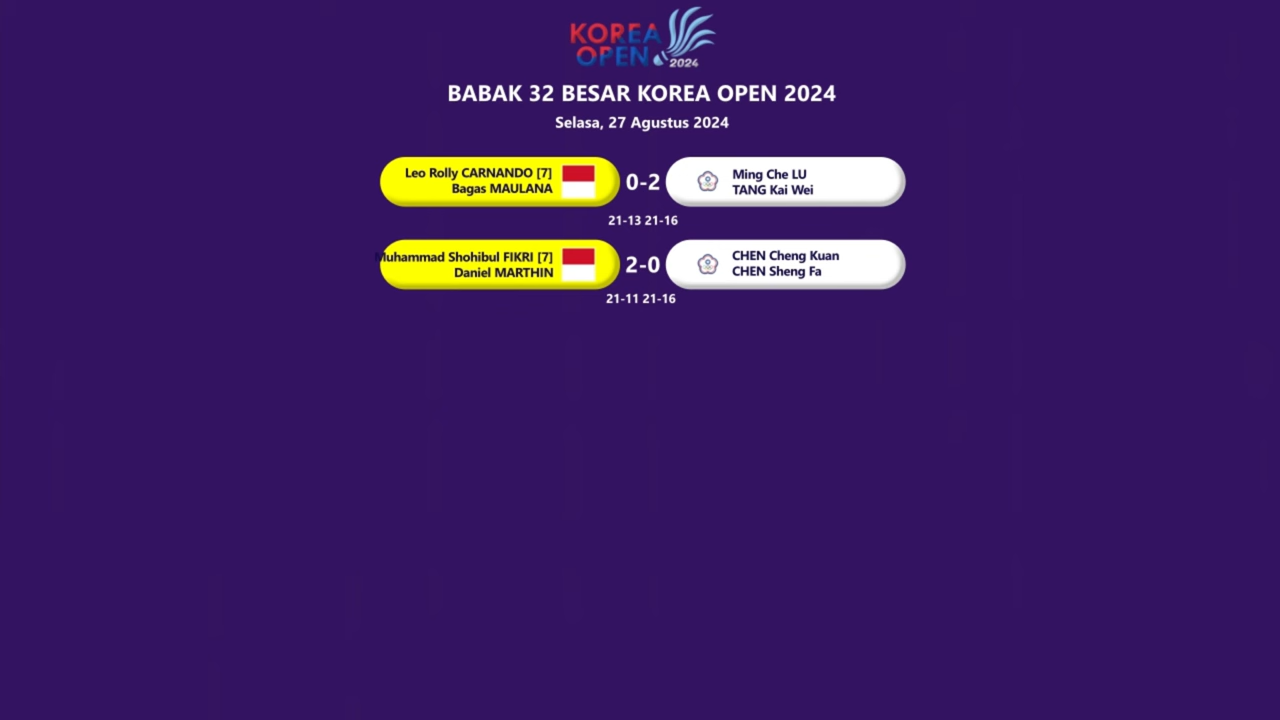 KOREA
OPEN
2024
BABAK 32 BESAR KOREA OPEN 2024
Selasa, 27 Agustus 2024
Leo Rolly CARNANDO [7]
Bagas MAULANA
0-2
Ming Che LU
TANG Kai Wei
21-13 21-16
Muhammad Shohibul FIKRI [7]
Daniel MARTHIN
2-0
CHEN Cheng Kuan
CHEN Sheng Fa
21-11 21-16